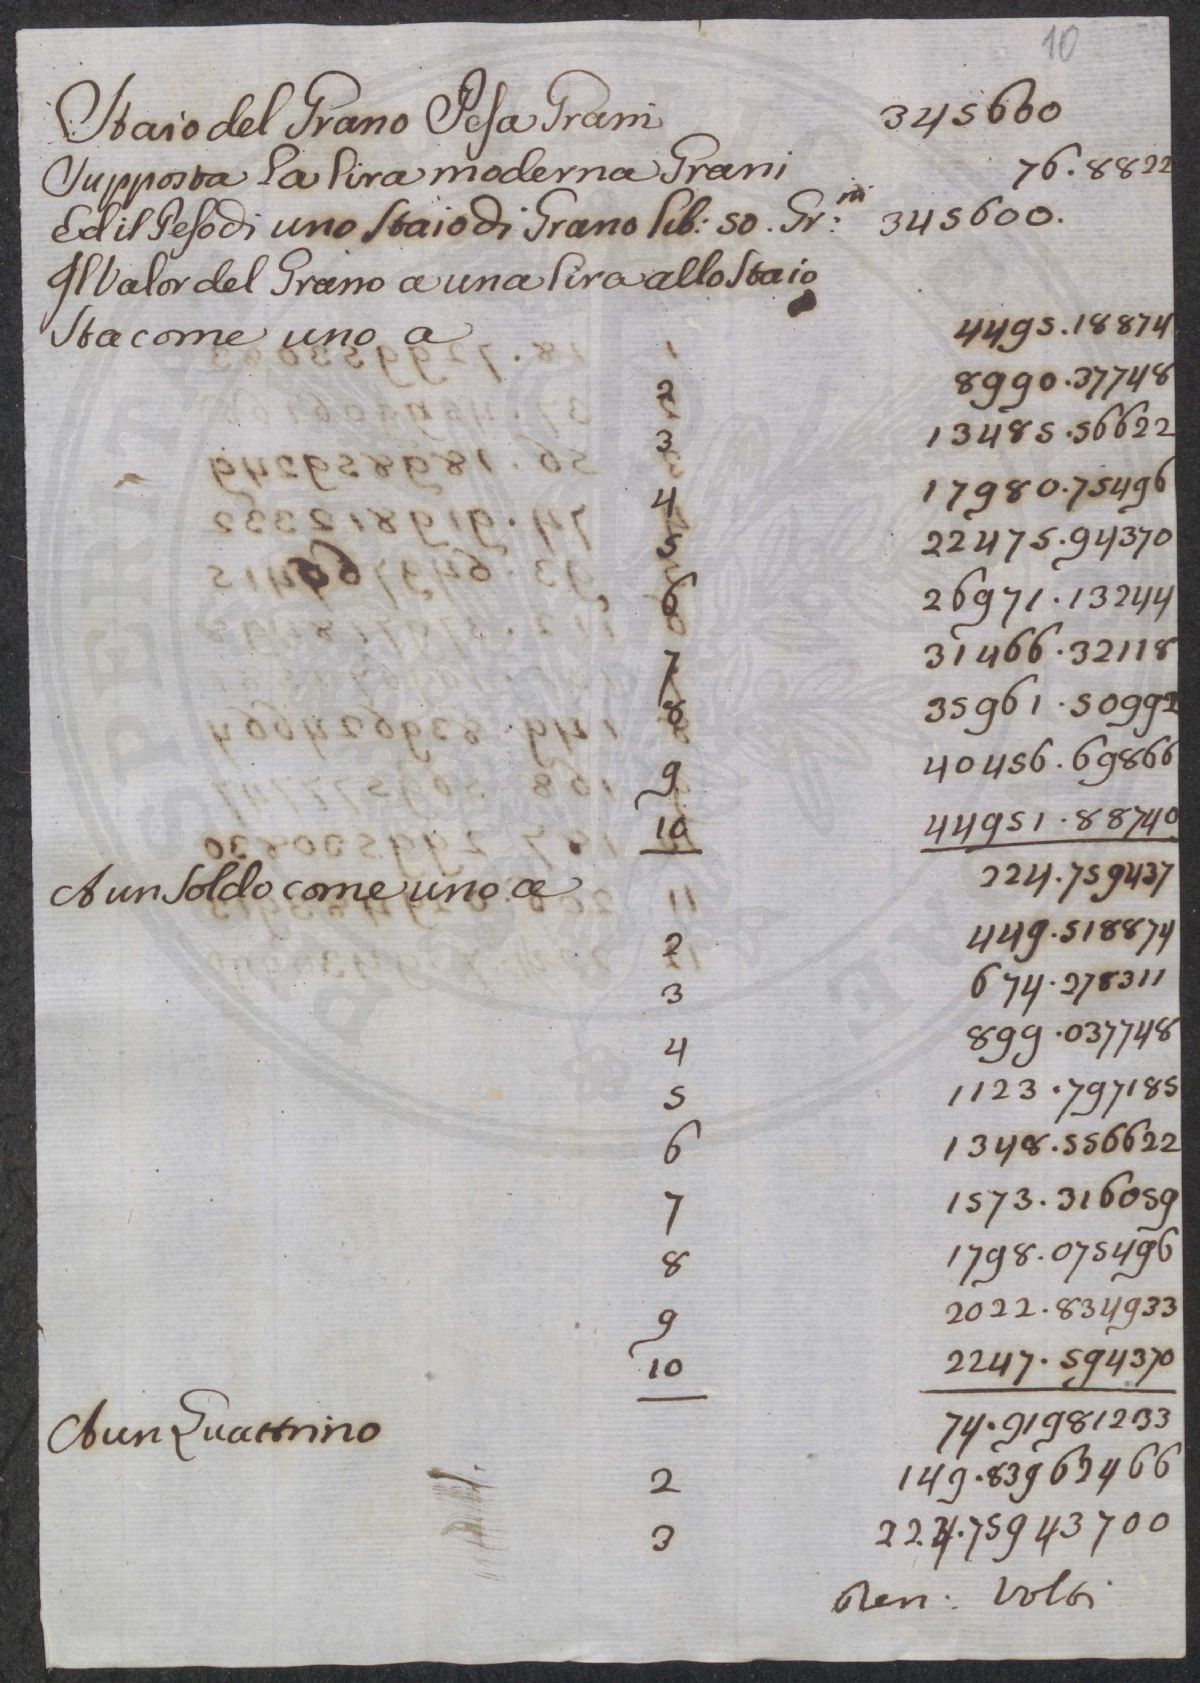 10
Staio del Grano Pesa Grani 345600
Supposta La Lira moderna Grani 76.8822
Ed il Peso di uno Staio di Grano lib: 50. Gr:ni 345600.
Il Valor del Grano a una Lira allo Staio
Sta come uno a 4495.18874
2 8990.37748
3 13485.56622
4 17980.75496
5 22475.94370
6 26971.13244
7 31466.32118
8 35961.50992
9 40456.69866
10 44951.88740
A un Soldo come uno a 224.759437
2 449.518874
3 674.278311
4 899.037748
5 1123.797185
6 1348.556622
7 1573.316059
8 1798.075496
9 2022.834933
10 2247.594370
A un Quattrino 74.91981233
2 149.83962466
3 224.75943700
Volti